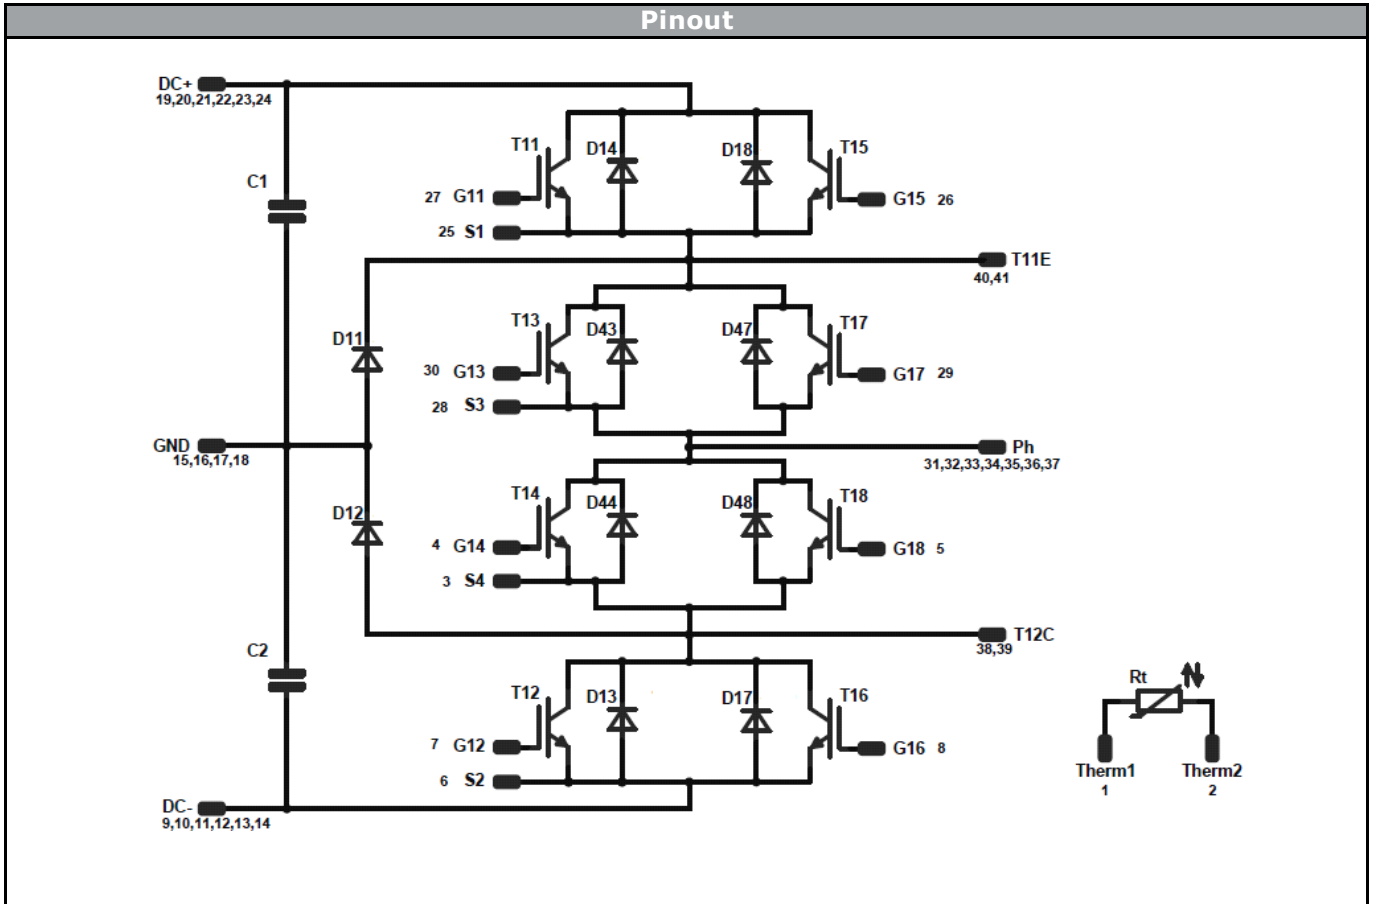 Pinout
DC+
19,20,21,22,23,24
T11
D14
D18
T15
C1
27 G11
G15 26
25 S1
T11E
40,41
T13
D43
D47
T17
D11
30 G13
G17 29
28 S3
GND
15,16,17,18
Ph
31,32,33,34,35,36,37
T14
D44
D48
T18
D12
4 G14
G18 5
3 S4
T12C
38,39
C2
Rt
T12
D13
D17
T16
7 G12
G16 8
6 S2
Therm1
Therm2
1
2
DC-
9,10,11,12,13,14